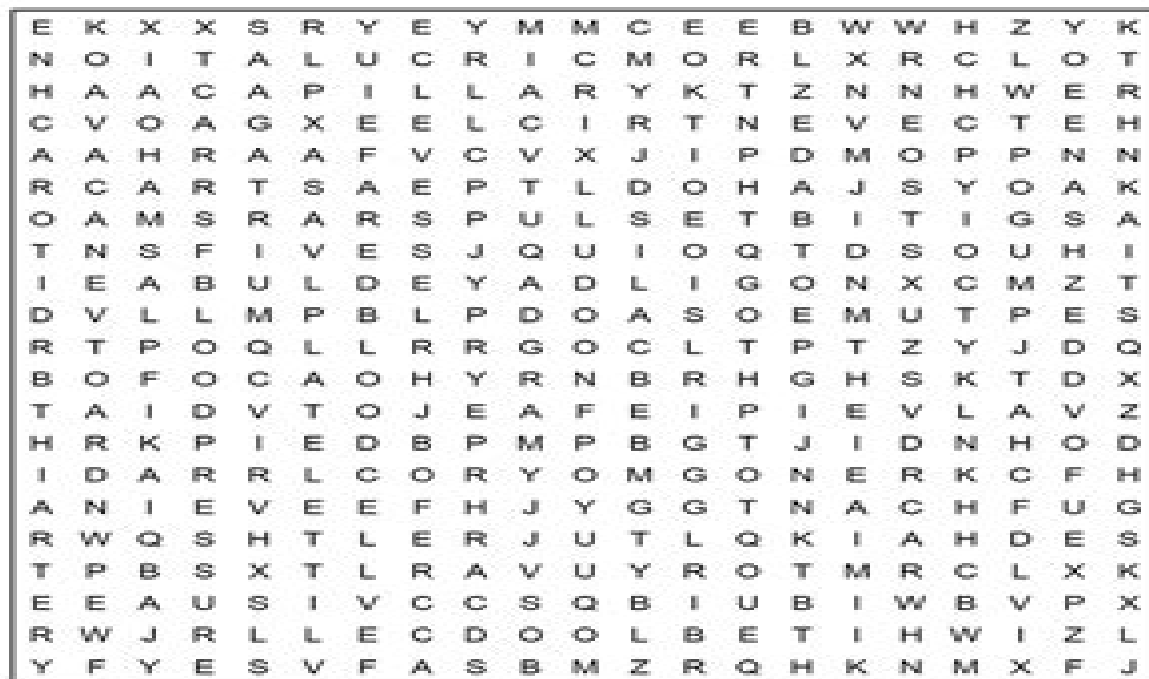 E K X X S R Y E Y M M C E E B W W H Z Y K
N O I T A L U C R I C M O R L X R C L O T
H A A C A P I L L A R Y K T Z N N H W E R
C V O A G X E E L C I R T N E V E C T E H
A A H R A A F V C V X J I P D M O P P N N
R C A R T S A E P T L D O H A J S Y O A K
O A M S R A R S P U L S E T B I T I G S A
T N S F I V E S J Q U I O Q T D S O U H I
I E A B U L D E Y A D L I G O N X C M Z T
D V L L M P B L P D O A S O E M U T P E S
R T P O Q L L R R G O C L T P T Z Y J D Q
B O F O C A O H Y R N B R H G H S K T D X
T A I D V T O J E A F E I P I E V L A V Z
H R K P I E D B P M P B G T J I D N H O D
I D A R R L C O R Y O M G O N E R K C F H
A N I E V E E F H J Y G G T N A C H F U G
R W Q S H T L E R J U T L Q K I A H D E S
T P B S X T L R A V U Y R O T M R C L X K
E E A U S I V C C S Q B I U B I W B V P X
R W J R L L E C D O O L B E T I H W I Z L
Y F Y E S V F A S B M Z R Q H K N M X F J